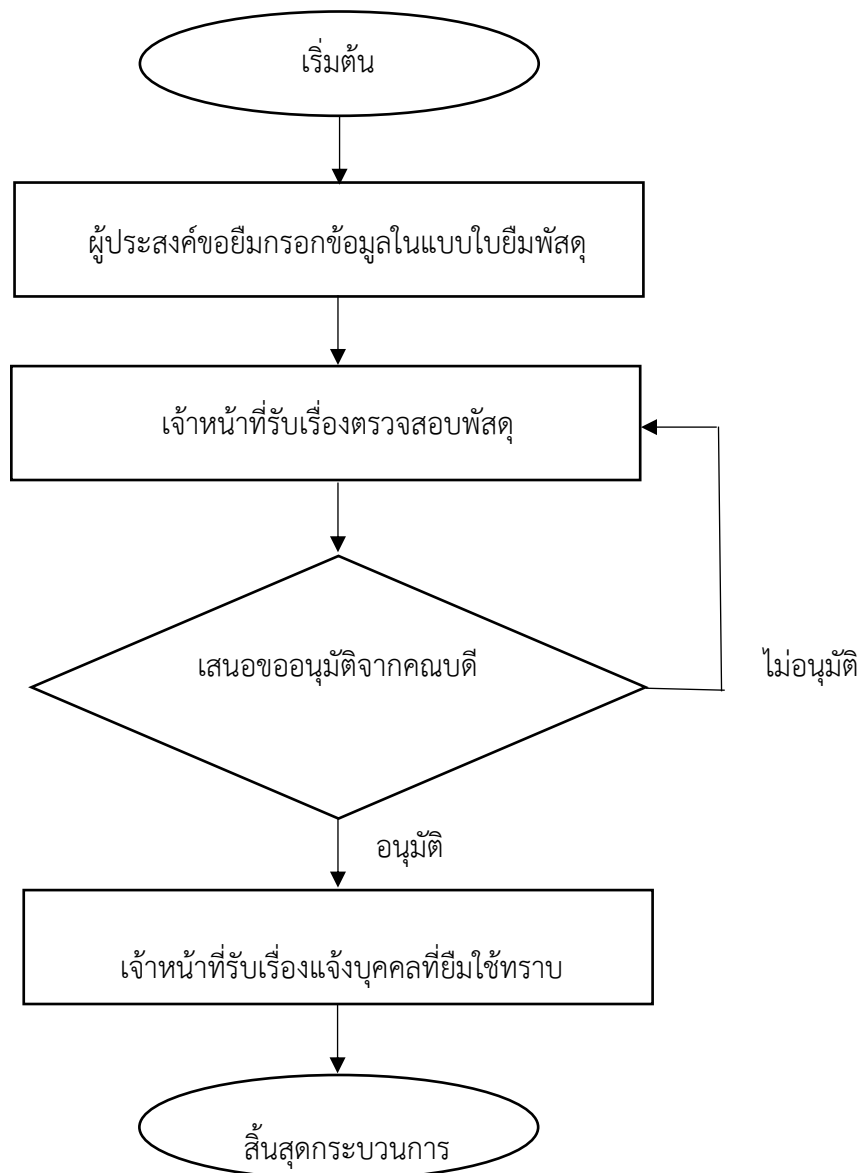 เริ่มต้น
ผู้ประสงค์ขอยืมกรอกข้อมูลในแบบใบยืมพัสดุ
เจ้าหน้าที่รับเรื่องตรวจสอบพัสดุ
เสนอขออนุมัติจากคณบดี
ไม่อนุมัติ
อนุมัติ
เจ้าหน้าที่รับเรื่องแจ้งบุคคลที่ยืมใช้ทราบ
สิ้นสุดกระบวนการ